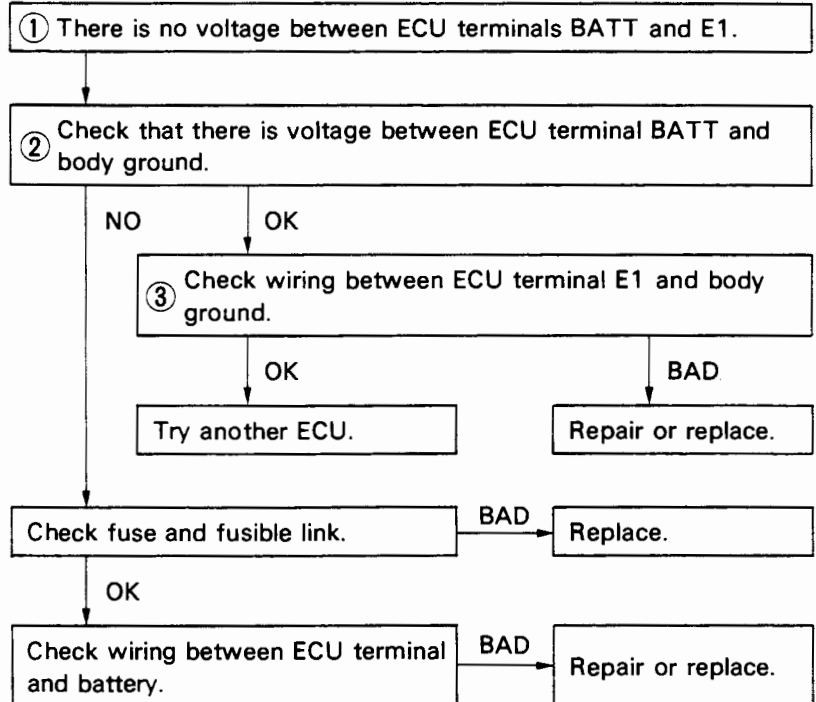 ① There is no voltage between ECU terminals BATT and E1.
② Check that there is voltage between ECU terminal BATT and
body ground.
NO
OK
③ Check wiring between ECU terminal E1 and body
ground.
OK
BAD
Try another ECU.
Repair or replace.
Check fuse and fusible link.
BAD
Replace.
OK
Check wiring between ECU terminal
and battery.
BAD
Repair or replace.